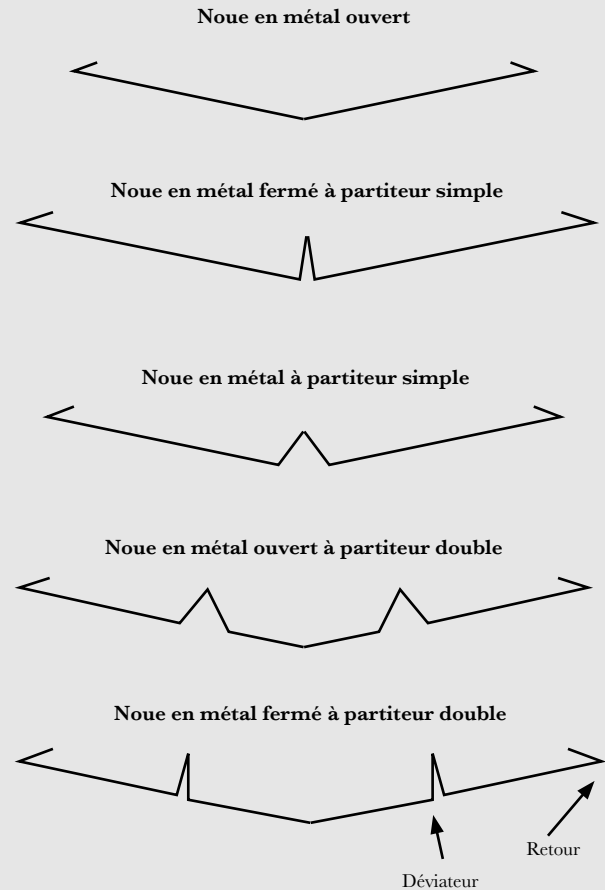 Noue en métal ouvert
Noue en métal fermé à partiteur simple
Noue en métal à partiteur simple
Noue en métal ouvert à partiteur double
Noue en métal fermé à partiteur double
Retour
Déviateur